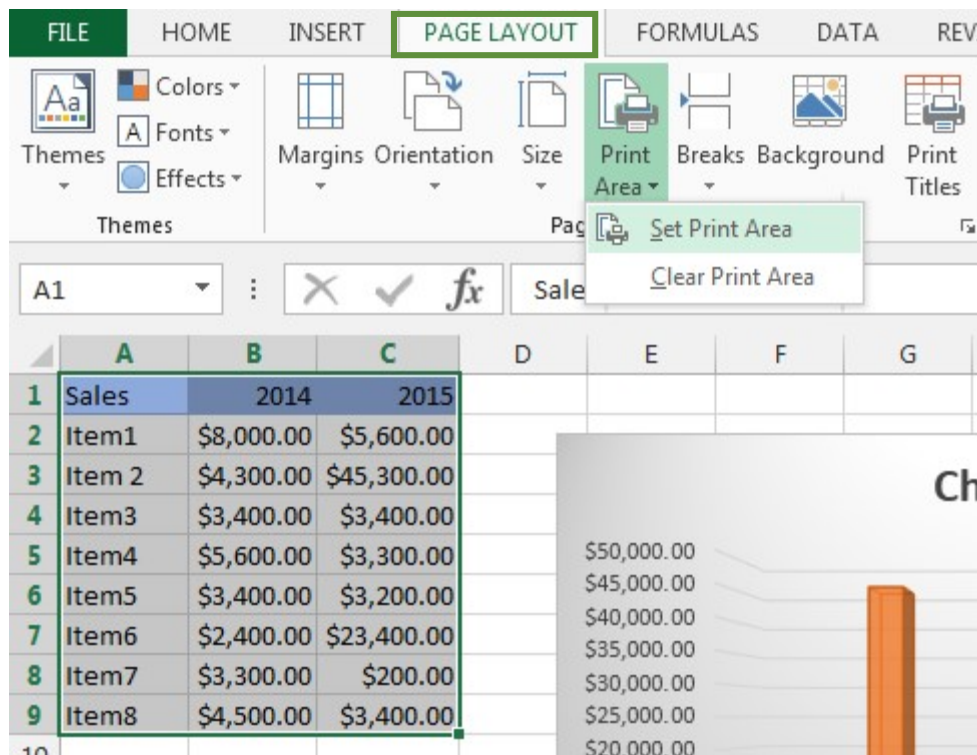 FILE HOME INSERT PAGE LAYOUT FORMULAS DATA REV
Aa Colors
A Fonts
Effects
Themes
Margins Orientation Size Print Area Breaks Background Print Titles
Themes Pag
Set Print Area
Clear Print Area
A1 fx Sale
A B C D E F G
1 Sales 2014 2015
2 Item1 $8,000.00 $5,600.00
3 Item 2 $4,300.00 $45,300.00
4 Item3 $3,400.00 $3,400.00
5 Item4 $5,600.00 $3,300.00
6 Item5 $3,400.00 $3,200.00
7 Item6 $2,400.00 $23,400.00
8 Item7 $3,300.00 $200.00
9 Item8 $4,500.00 $3,400.00
10
Ch
$50,000.00
$45,000.00
$40,000.00
$35,000.00
$30,000.00
$25,000.00
$20,000.00